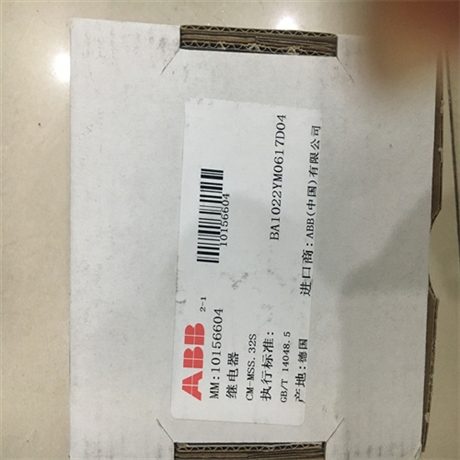 ABB
2-1
MM:10156604
继电器
CM-MSS.32S
执行标准:
GB/T 14048.5
产地:德国
10156604
BA1022YM0617D04
进口商:ABB(中国)有限公司